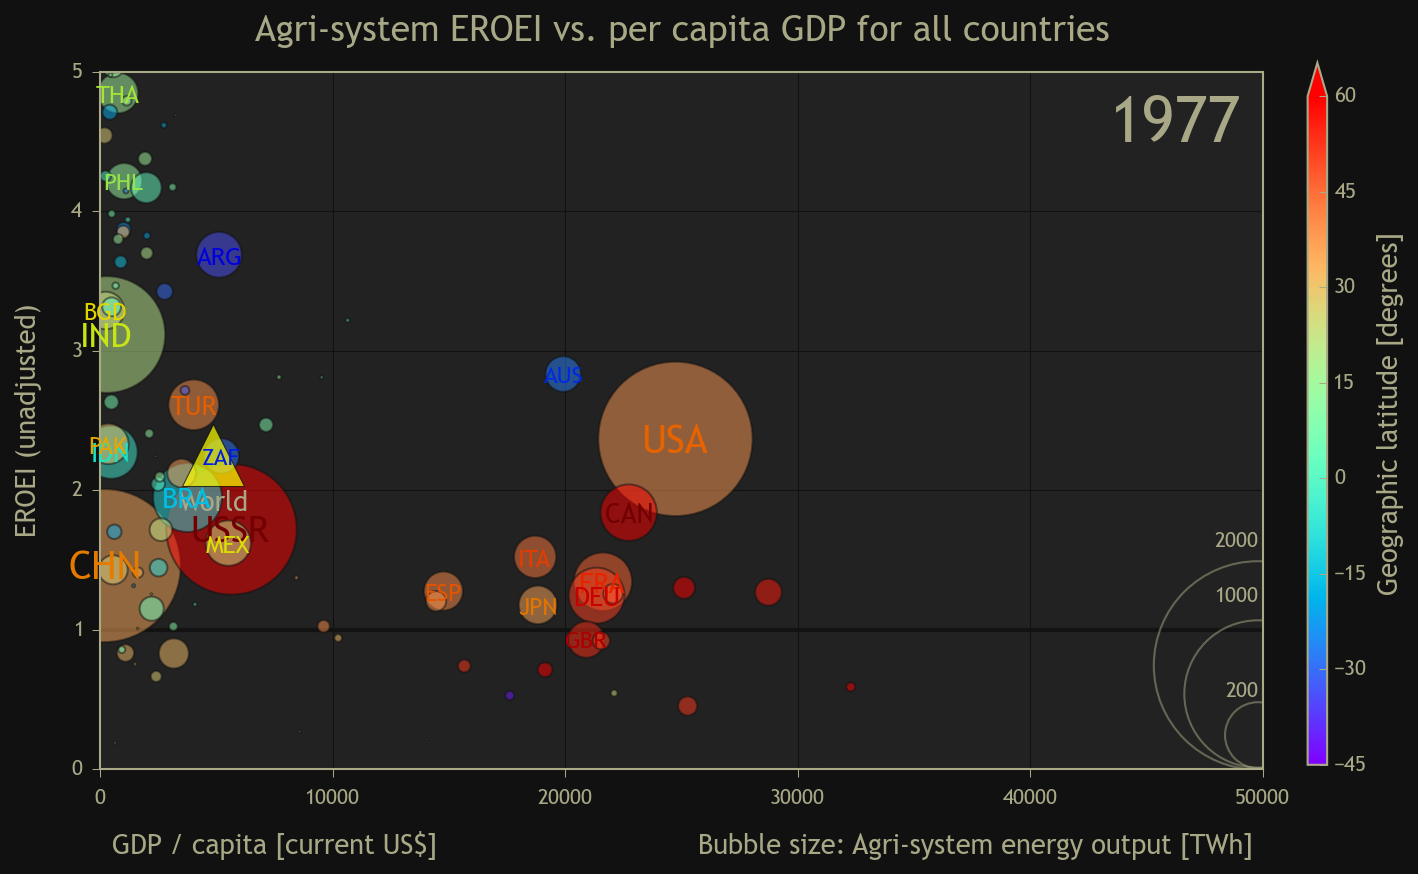 Agri-system EROEI vs. per capita GDP for all countries
1977
EROEI (unadjusted)
5
4
3
2
1
0
THA
PHL
ARG
BGD
IND
AUS
TUR
USA
PAK
IDN
ZAF
BRA
World
CAN
USSR
MEX
CHN
ITA
FRA
ESP
DEU
JPN
GBR
2000
1000
200
0
10000
20000
30000
40000
50000
GDP / capita [current US$]
Bubble size: Agri-system energy output [TWh]
60
45
30
15
0
−15
−30
−45
Geographic latitude [degrees]